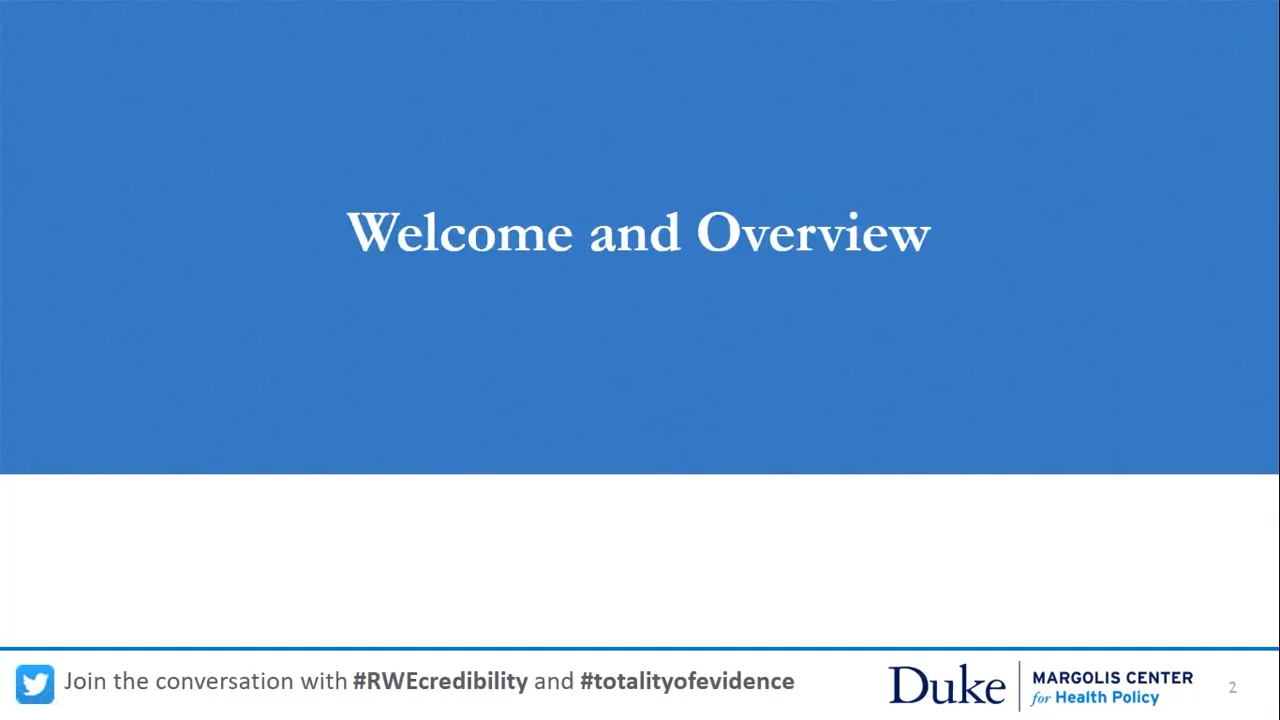 Welcome and Overview
Join the conversation with #RWEcredibility and #totalityofevidence
Duke
MARGOLIS CENTER
for Health Policy
2